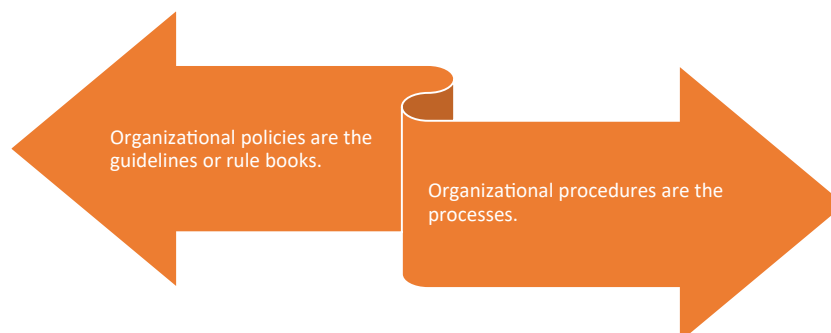 Organizational policies are the
guidelines or rule books.
Organizational procedures are the
processes.